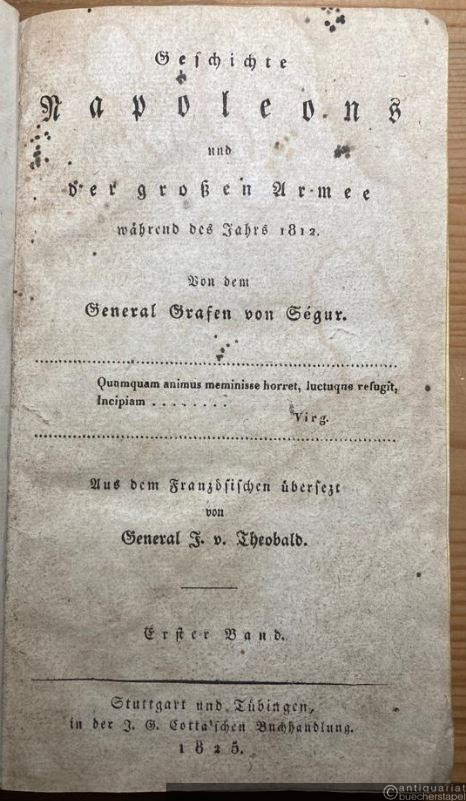 Geschichte
Napoleons
und
der großen Armee
während des Jahrs 1812.
Von dem
General Grafen von Ségur.
Quamquam animus meminisse horret, luctuque refugit,
Incipiam . . . . . . . .
Virg.
Aus dem Französischen übersezt
von
General J. v. Theobald.
Erster Band.
Stuttgart und Tübingen,
in der J. G. Cotta'schen Buchhandlung.
1825.
antiquariat
buecherstapel